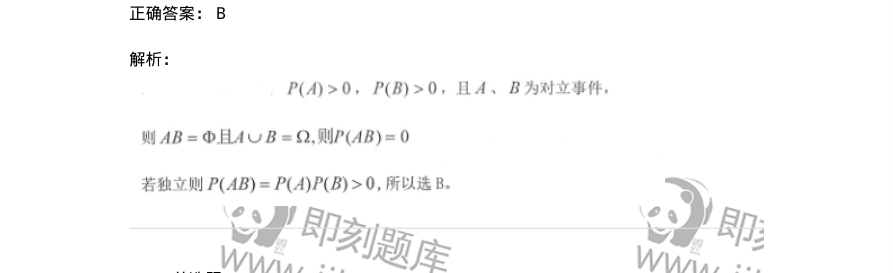 正确答案： B
解析：
P(A)>0，P(B)>0，且 A 、 B 为对立事件，
则 AB = Φ且A∪B = Ω,则P(AB) = 0
若独立则 P(AB) = P(A)P(B)>0 , 所以选 B。
即刻题库 即
www. www.